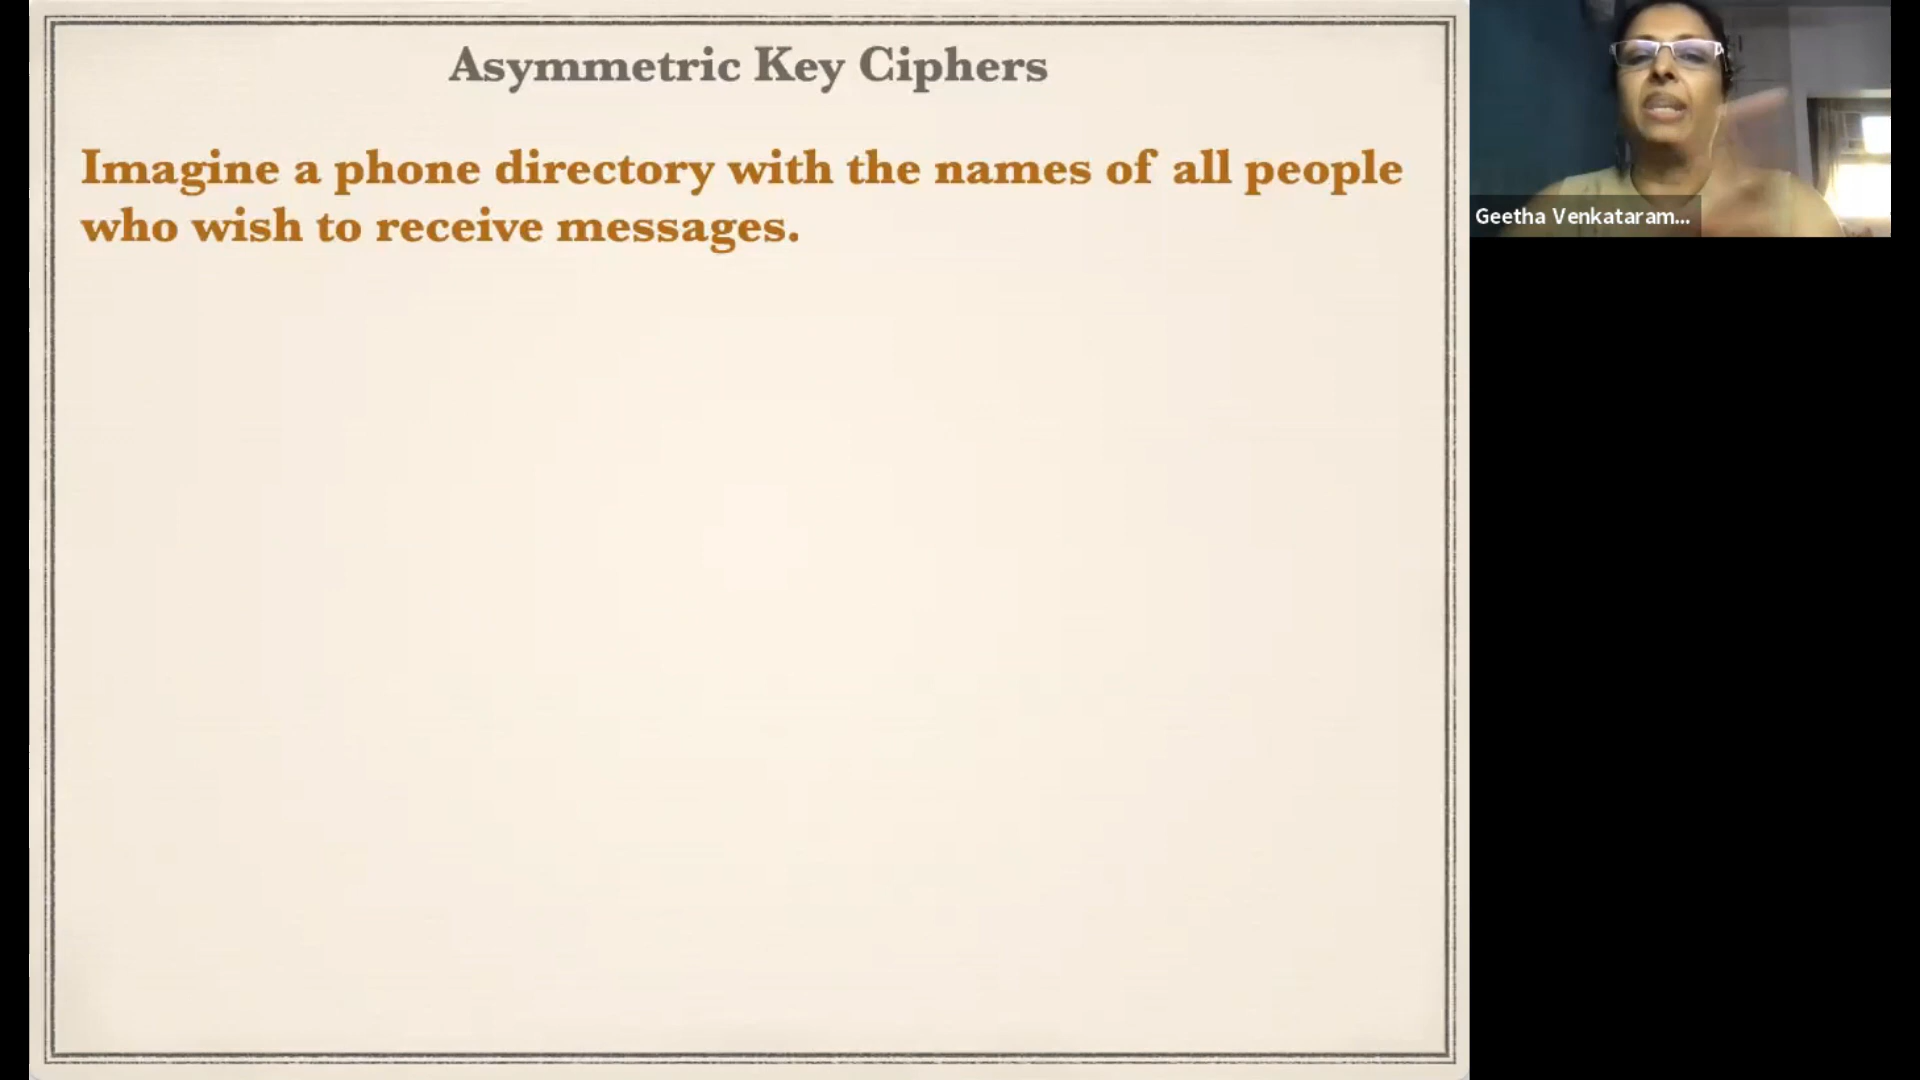 Asymmetric Key Ciphers
Imagine a phone directory with the names of all people
who wish to receive messages.
Geetha Venkataram...